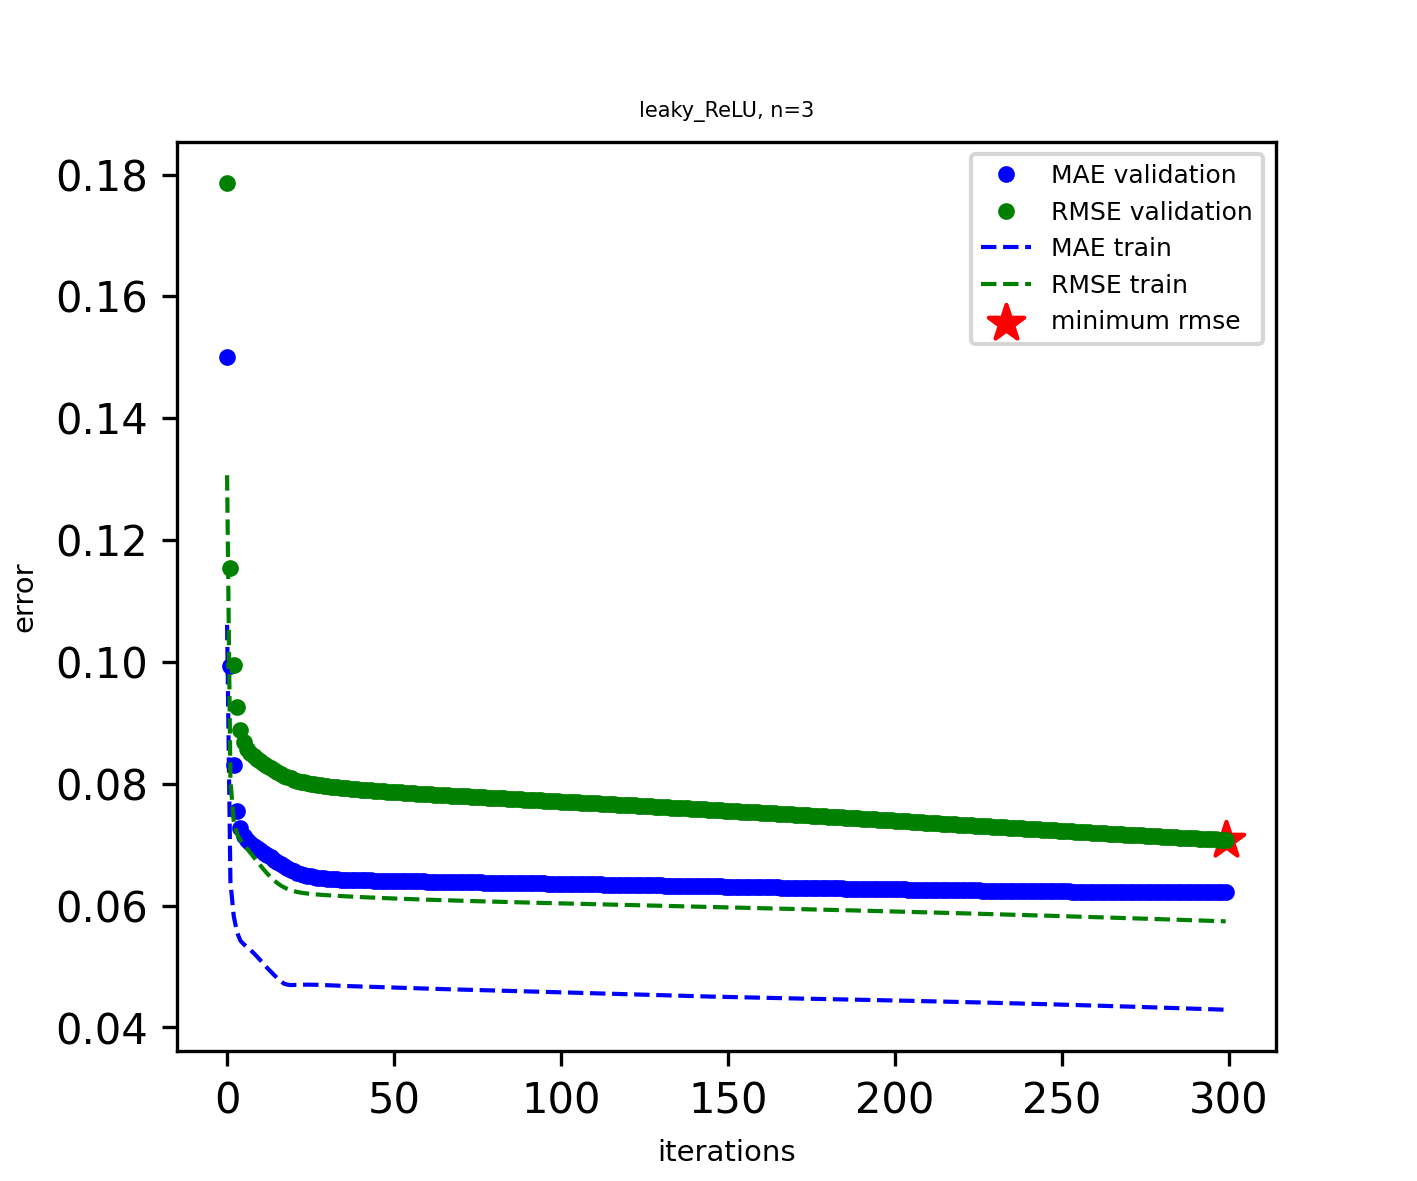 leaky_ReLU, n=3
MAE validation
RMSE validation
MAE train
RMSE train
minimum rmse
0.18
0.16
0.14
0.12
0.10
0.08
0.06
0.04
error
0 50 100 150 200 250 300
iterations